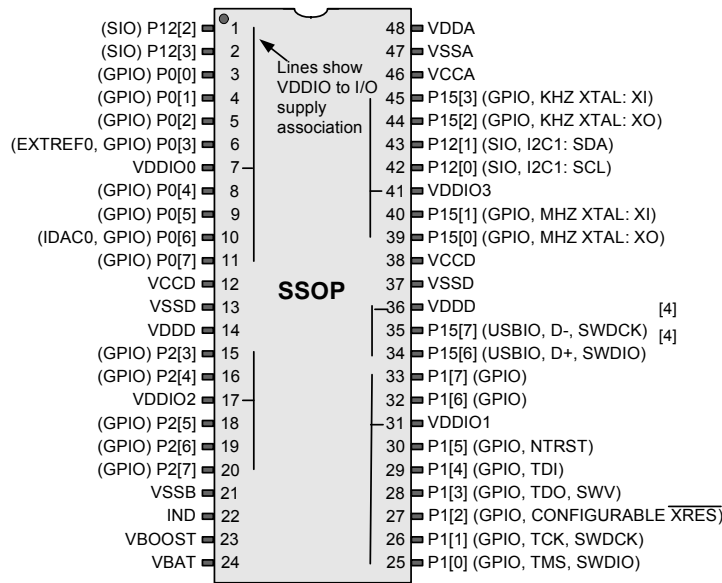 (SIO) P12[2] 1 48 VDDA
(SIO) P12[3] 2 47 VSSA
(GPIO) P0[0] 3 46 VCCA
Lines show
VDDIO to I/O
supply
association
(GPIO) P0[1] 4 45 P15[3] (GPIO, KHZ XTAL: XI)
(GPIO) P0[2] 5 44 P15[2] (GPIO, KHZ XTAL: XO)
(EXTREF0, GPIO) P0[3] 6 43 P12[1] (SIO, I2C1: SDA)
VDDIO0 7 42 P12[0] (SIO, I2C1: SCL)
(GPIO) P0[4] 8 41 VDDIO3
(GPIO) P0[5] 9 40 P15[1] (GPIO, MHZ XTAL: XI)
(IDAC0, GPIO) P0[6] 10 39 P15[0] (GPIO, MHZ XTAL: XO)
(GPIO) P0[7] 11 38 VCCD
VCCD 12 37 VSSD
SSOP
VSSD 13 36 VDDD [4]
VDDD 14 35 P15[7] (USBIO, D-, SWDCK) [4]
(GPIO) P2[3] 15 34 P15[6] (USBIO, D+, SWDIO)
(GPIO) P2[4] 16 33 P1[7] (GPIO)
VDDIO2 17 32 P1[6] (GPIO)
(GPIO) P2[5] 18 31 VDDIO1
(GPIO) P2[6] 19 30 P1[5] (GPIO, NTRST)
(GPIO) P2[7] 20 29 P1[4] (GPIO, TDI)
VSSB 21 28 P1[3] (GPIO, TDO, SWV)
IND 22 27 P1[2] (GPIO, CONFIGURABLE XRES)
VBOOST 23 26 P1[1] (GPIO, TCK, SWDCK)
VBAT 24 25 P1[0] (GPIO, TMS, SWDIO)